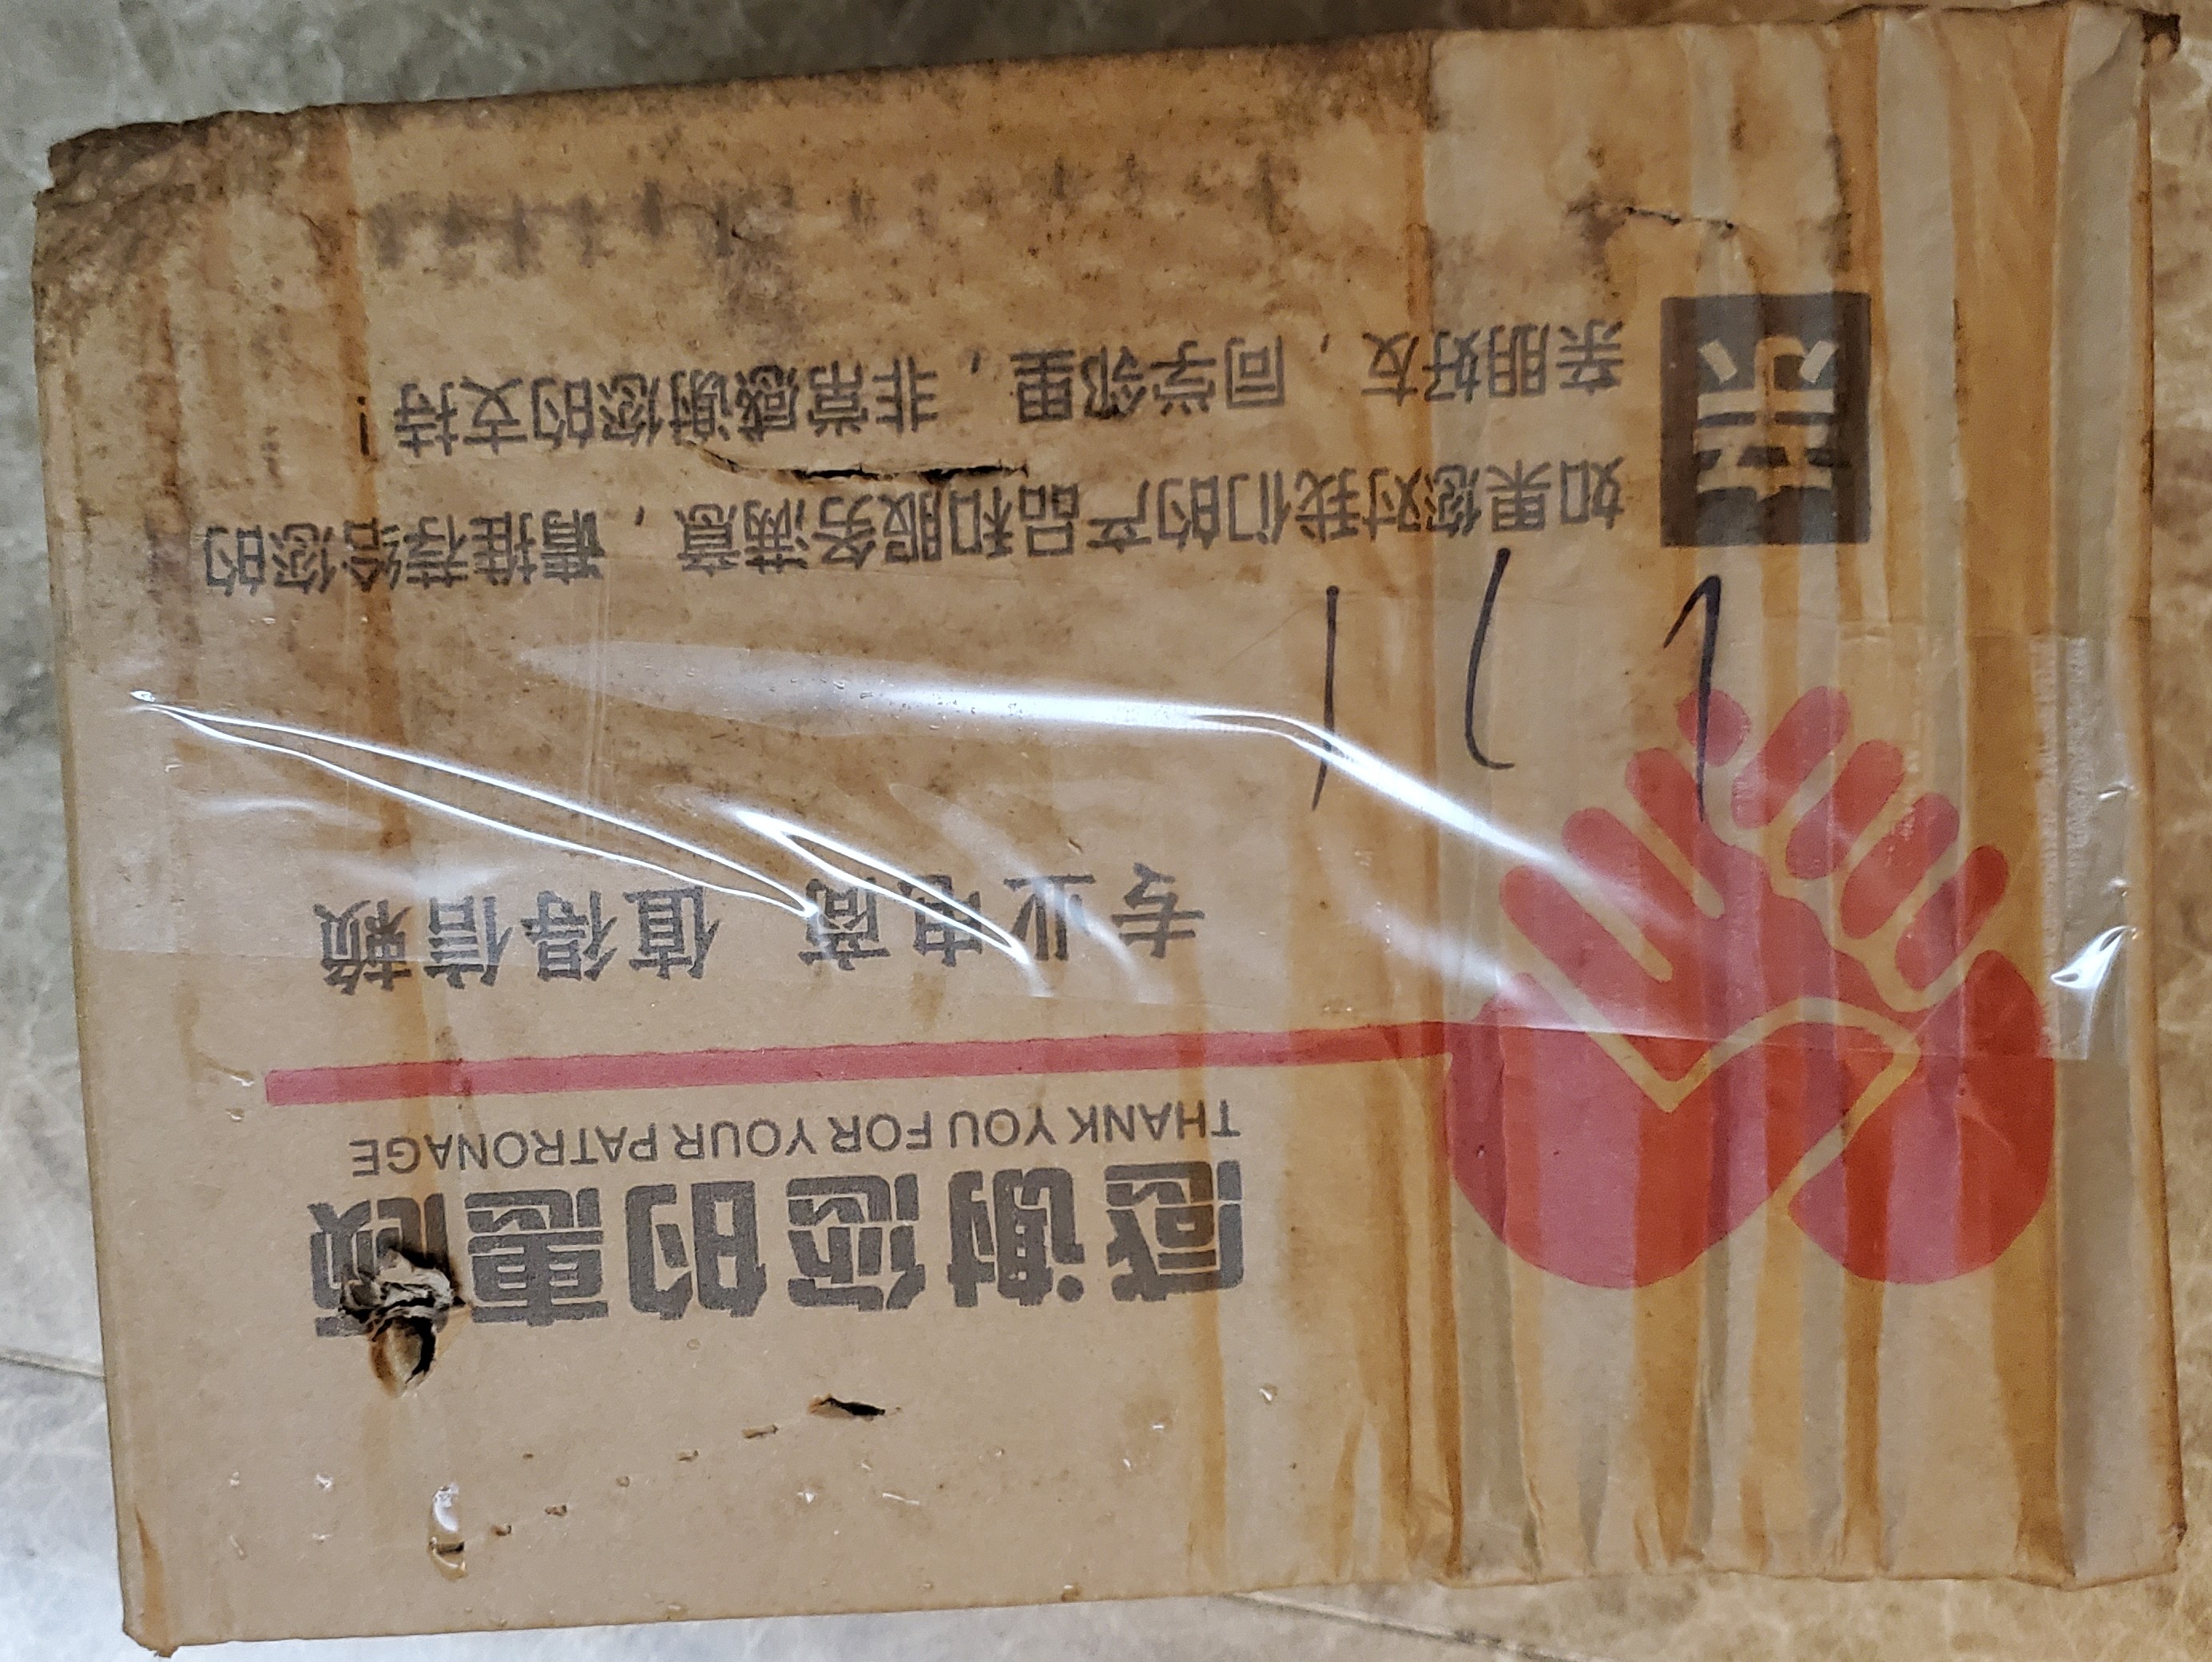 感谢您的惠顾
THANK YOU FOR YOUR PATRONAGE
专业电商 值得信赖
亲
如果您对我们的产品和服务满意，请推荐给您的
亲朋好友，同学邻里，非常感谢您的支持！